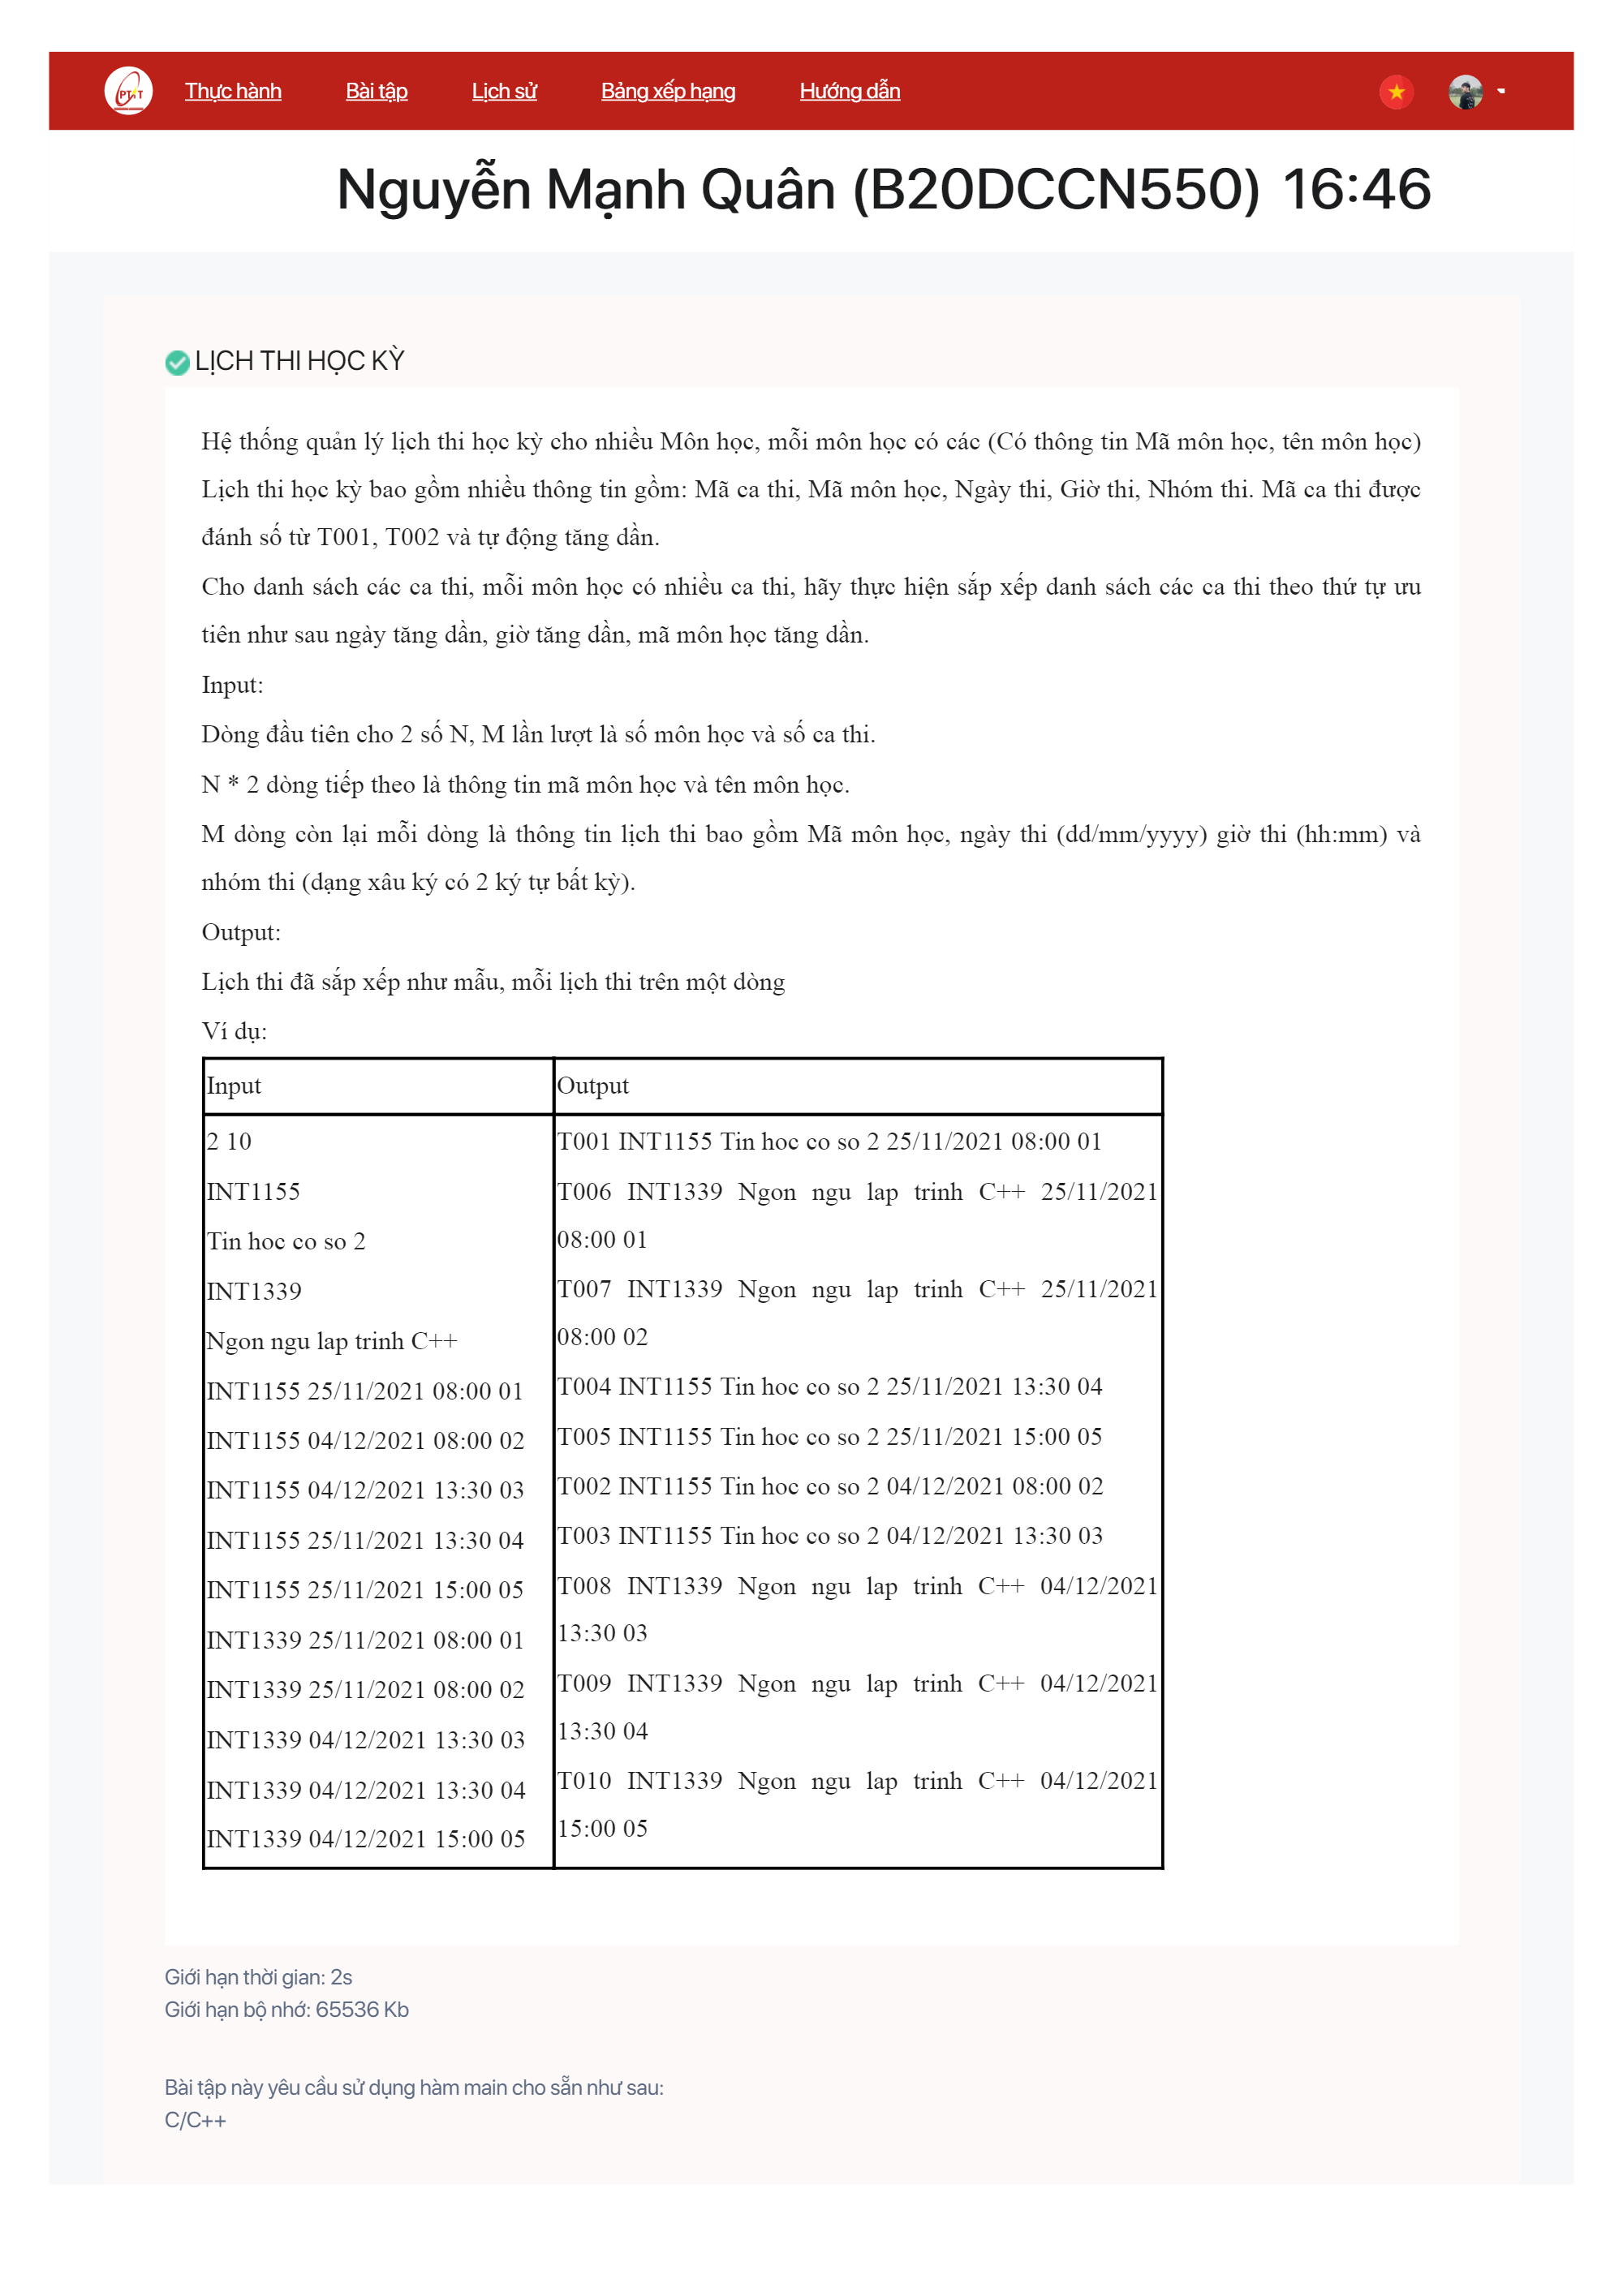 PTIT
Thực hành Bài tập Lịch sử Bảng xếp hạng Hướng dẫn
Nguyễn Mạnh Quân (B20DCCN550) 16:46
LỊCH THI HỌC KỲ
Hệ thống quản lý lịch thi học kỳ cho nhiều Môn học, mỗi môn học có các (Có thông tin Mã môn học, tên môn học)
Lịch thi học kỳ bao gồm nhiều thông tin gồm: Mã ca thi, Mã môn học, Ngày thi, Giờ thi, Nhóm thi. Mã ca thi được
đánh số từ T001, T002 và tự động tăng dần.
Cho danh sách các ca thi, mỗi môn học có nhiều ca thi, hãy thực hiện sắp xếp danh sách các ca thi theo thứ tự ưu
tiên như sau ngày tăng dần, giờ tăng dần, mã môn học tăng dần.
Input:
Dòng đầu tiên cho 2 số N, M lần lượt là số môn học và số ca thi.
N * 2 dòng tiếp theo là thông tin mã môn học và tên môn học.
M dòng còn lại mỗi dòng là thông tin lịch thi bao gồm Mã môn học, ngày thi (dd/mm/yyyy) giờ thi (hh:mm) và
nhóm thi (dạng xâu ký có 2 ký tự bất kỳ).
Output:
Lịch thi đã sắp xếp như mẫu, mỗi lịch thi trên một dòng
Ví dụ:
Input
2 10
INT1155
Tin hoc co so 2
INT1339
Ngon ngu lap trinh C++
INT1155 25/11/2021 08:00 01
INT1155 04/12/2021 08:00 02
INT1155 04/12/2021 13:30 03
INT1155 25/11/2021 13:30 04
INT1155 25/11/2021 15:00 05
INT1339 25/11/2021 08:00 01
INT1339 25/11/2021 08:00 02
INT1339 04/12/2021 13:30 03
INT1339 04/12/2021 13:30 04
INT1339 04/12/2021 15:00 05
Output
T001 INT1155 Tin hoc co so 2 25/11/2021 08:00 01
T006 INT1339 Ngon ngu lap trinh C++ 25/11/2021
08:00 01
T007 INT1339 Ngon ngu lap trinh C++ 25/11/2021
08:00 02
T004 INT1155 Tin hoc co so 2 25/11/2021 13:30 04
T005 INT1155 Tin hoc co so 2 25/11/2021 15:00 05
T002 INT1155 Tin hoc co so 2 04/12/2021 08:00 02
T003 INT1155 Tin hoc co so 2 04/12/2021 13:30 03
T008 INT1339 Ngon ngu lap trinh C++ 04/12/2021
13:30 03
T009 INT1339 Ngon ngu lap trinh C++ 04/12/2021
13:30 04
T010 INT1339 Ngon ngu lap trinh C++ 04/12/2021
15:00 05
Giới hạn thời gian: 2s
Giới hạn bộ nhớ: 65536 Kb
Bài tập này yêu cầu sử dụng hàm main cho sẵn như sau:
C/C++